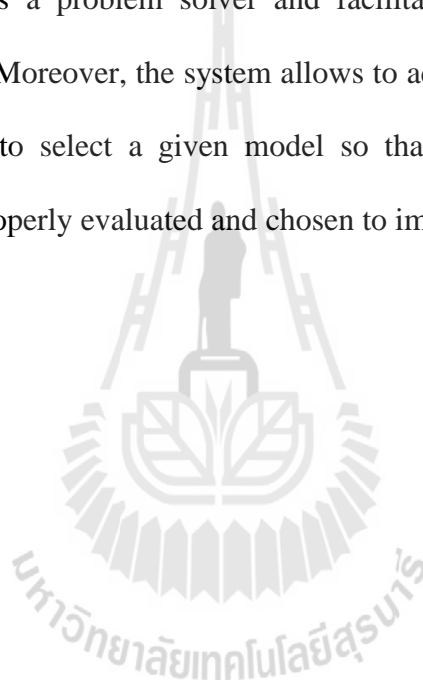 s a problem solver and facilita
Moreover, the system allows to a
to select a given model so tha
operly evaluated and chosen to im
มหาวิทยาลัยเทคโนโลยีสุรนารี